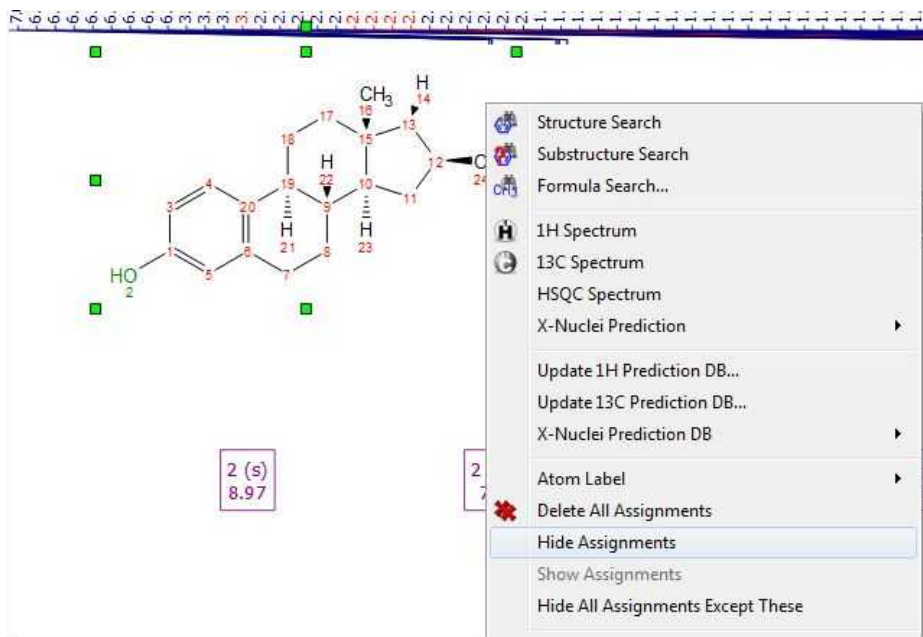 H
CH3
14
16
17
13
18
15
H
12
22
24
4
19
10
11
3
20
9
H
H
21
23
1
6
8
HO
5
7
2
Structure Search
Substructure Search
Formula Search...
1H Spectrum
13C Spectrum
HSQC Spectrum
X-Nuclei Prediction
Update 1H Prediction DB...
Update 13C Prediction DB...
X-Nuclei Prediction DB
2 (s)
8.97
2
7
Atom Label
Delete All Assignments
Hide Assignments
Show Assignments
Hide All Assignments Except These